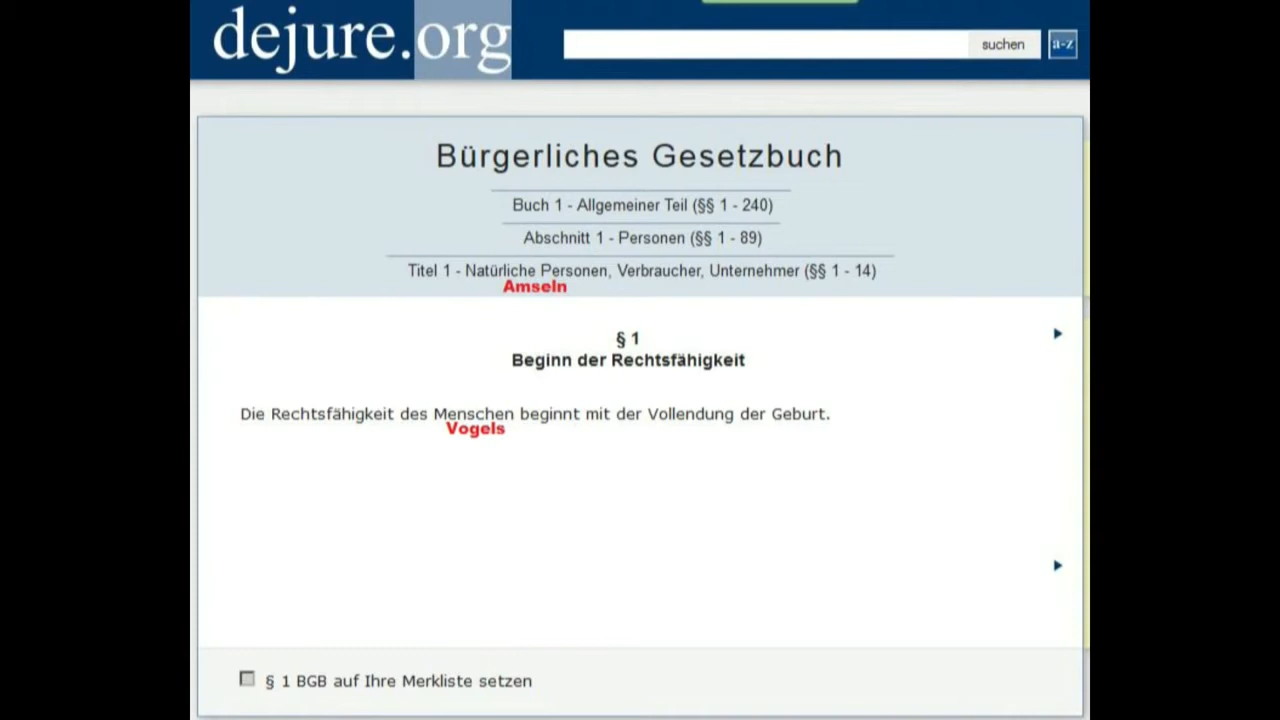 dejure.org
suchen
a-z
Bürgerliches Gesetzbuch
Buch 1 - Allgemeiner Teil (§§ 1 - 240)
Abschnitt 1 - Personen (§§ 1 - 89)
Titel 1 - Natürliche Personen, Verbraucher, Unternehmer (§§ 1 - 14)
Amseln
§ 1
Beginn der Rechtsfähigkeit
Die Rechtsfähigkeit des Menschen beginnt mit der Vollendung der Geburt.
Vogels
§ 1 BGB auf Ihre Merkliste setzen